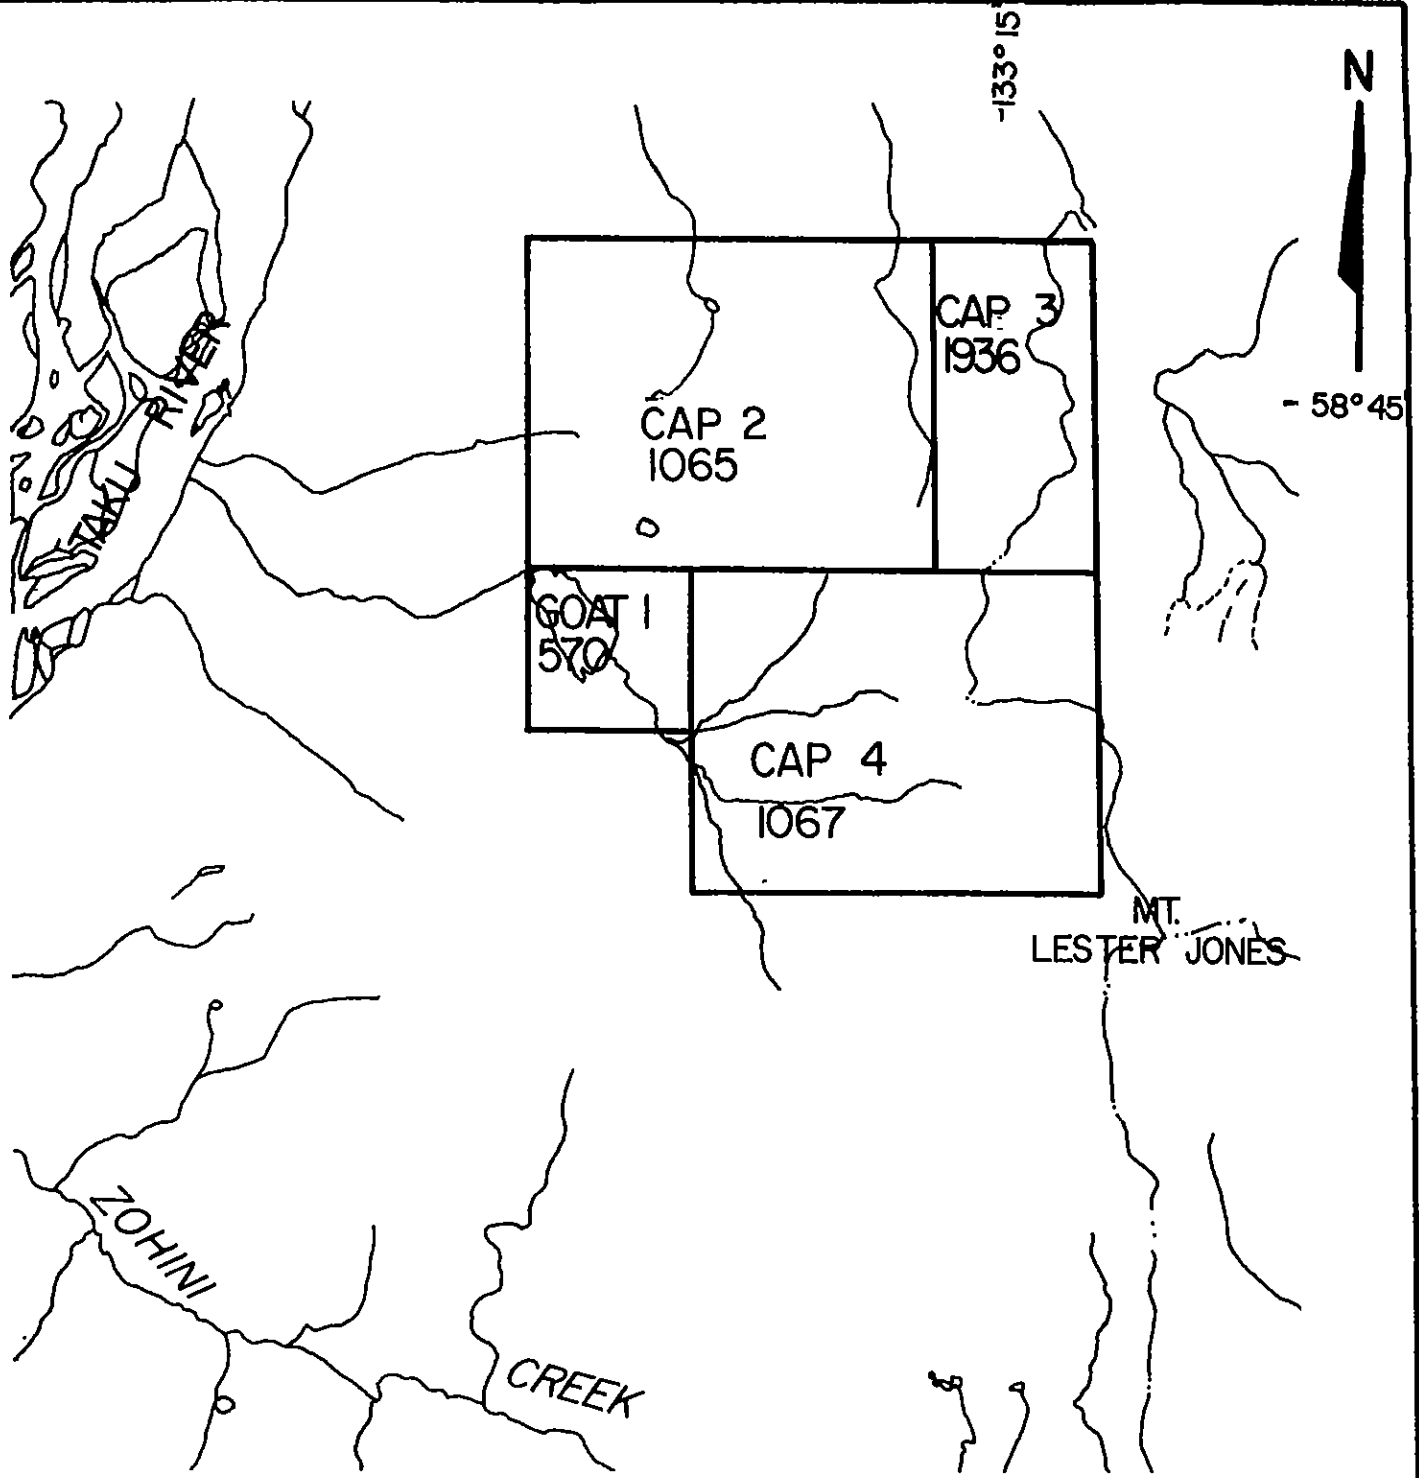 -133°15
N
CAP 3
1936
- 58°45
TAKU RIVER
CAP 2
1065
GOAT 1
570
CAP 4
1067
MT.
LESTER JONES
ZOHINI
CREEK